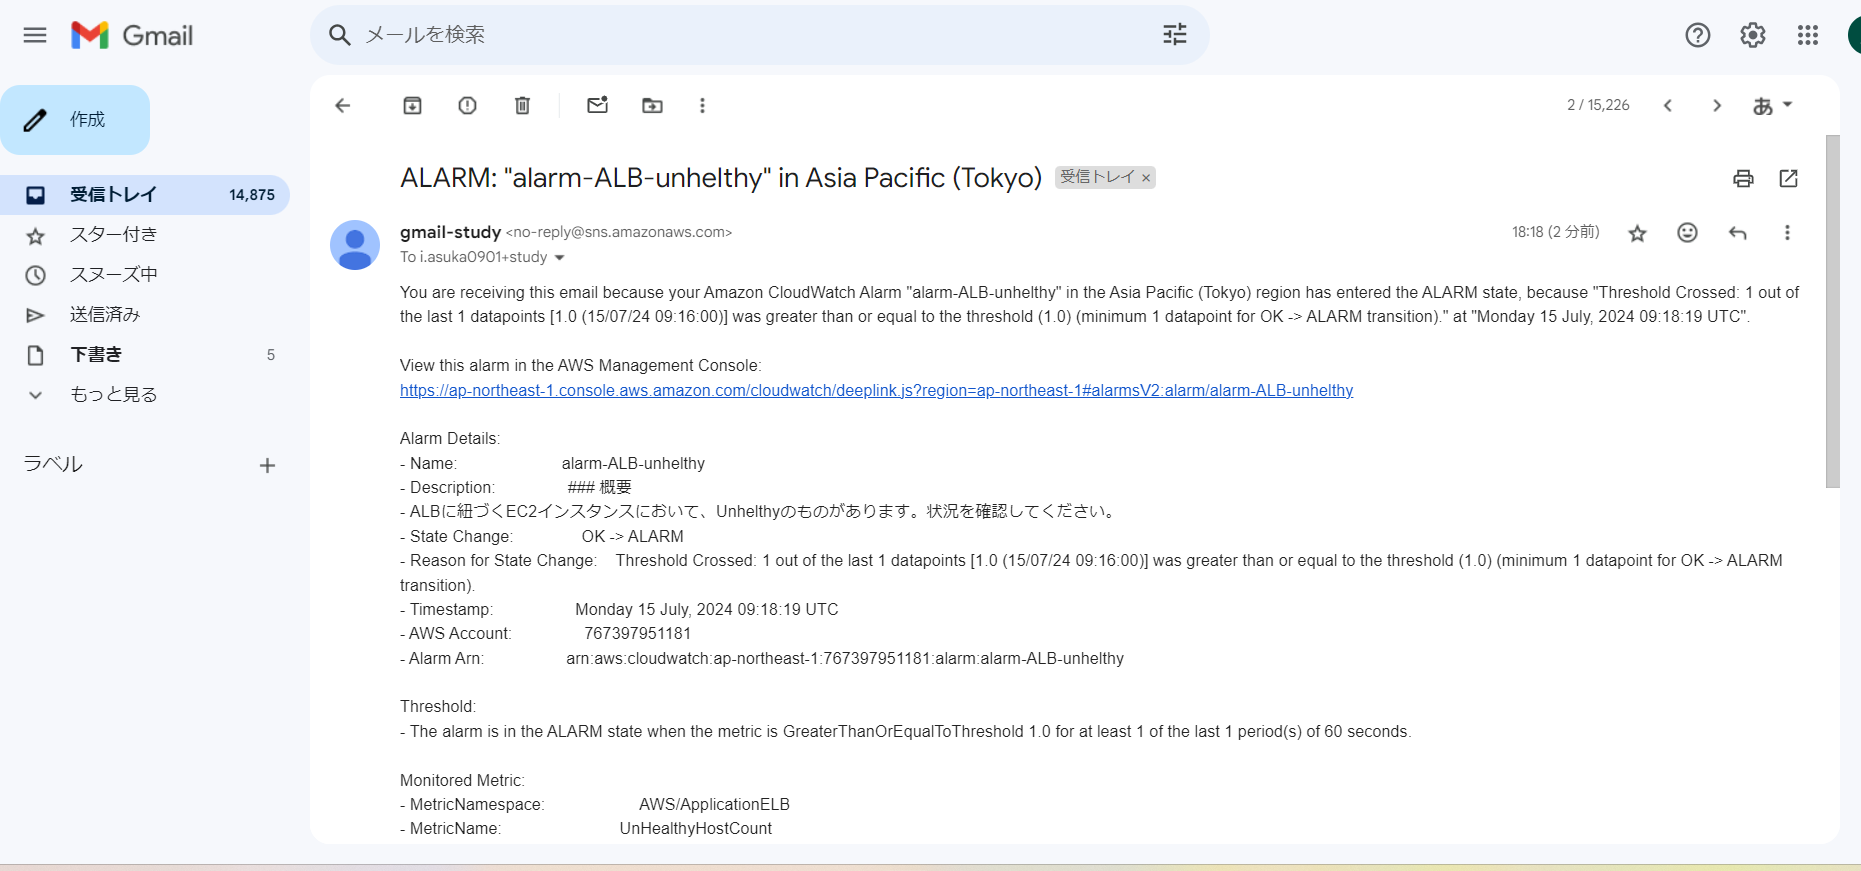 Gmail
メールを検索
作成
2 / 15,226
あ
受信トレイ 14,875
スター付き
スヌーズ中
送信済み
下書き 5
もっと見る
ラベル
ALARM: "alarm-ALB-unhelthy" in Asia Pacific (Tokyo) 受信トレイ ×
gmail-study <no-reply@sns.amazonaws.com> 18:18 (2 分前)
To i.asuka0901+study
You are receiving this email because your Amazon CloudWatch Alarm "alarm-ALB-unhelthy" in the Asia Pacific (Tokyo) region has entered the ALARM state, because "Threshold Crossed: 1 out of
the last 1 datapoints [1.0 (15/07/24 09:16:00)] was greater than or equal to the threshold (1.0) (minimum 1 datapoint for OK -> ALARM transition)." at "Monday 15 July, 2024 09:18:19 UTC".
View this alarm in the AWS Management Console:
https://ap-northeast-1.console.aws.amazon.com/cloudwatch/deeplink.js?region=ap-northeast-1#alarmsV2:alarm/alarm-ALB-unhelthy
Alarm Details:
- Name: alarm-ALB-unhelthy
- Description: ### 概要
- ALBに紐づくEC2インスタンスにおいて、Unhelthyのものがあります。状況を確認してください。
- State Change: OK -> ALARM
- Reason for State Change: Threshold Crossed: 1 out of the last 1 datapoints [1.0 (15/07/24 09:16:00)] was greater than or equal to the threshold (1.0) (minimum 1 datapoint for OK -> ALARM
transition).
- Timestamp: Monday 15 July, 2024 09:18:19 UTC
- AWS Account: 767397951181
- Alarm Arn: arn:aws:cloudwatch:ap-northeast-1:767397951181:alarm:alarm-ALB-unhelthy
Threshold:
- The alarm is in the ALARM state when the metric is GreaterThanOrEqualToThreshold 1.0 for at least 1 of the last 1 period(s) of 60 seconds.
Monitored Metric:
- MetricNamespace: AWS/ApplicationELB
- MetricName: UnHealthyHostCount